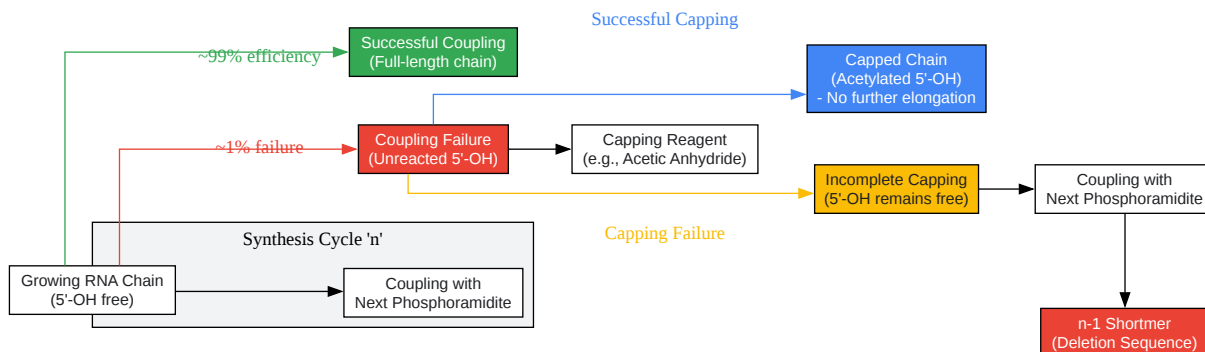 Successful Capping
~99% efficiency
Successful Coupling
(Full-length chain)
Capped Chain
(Acetylated 5'-OH)
- No further elongation
~1% failure
Coupling Failure
(Unreacted 5'-OH)
Capping Reagent
(e.g., Acetic Anhydride)
Incomplete Capping
(5'-OH remains free)
Coupling with
Next Phosphoramidite
Capping Failure
Synthesis Cycle 'n'
Growing RNA Chain
(5'-OH free)
Coupling with
Next Phosphoramidite
n-1 Shortmer
(Deletion Sequence)